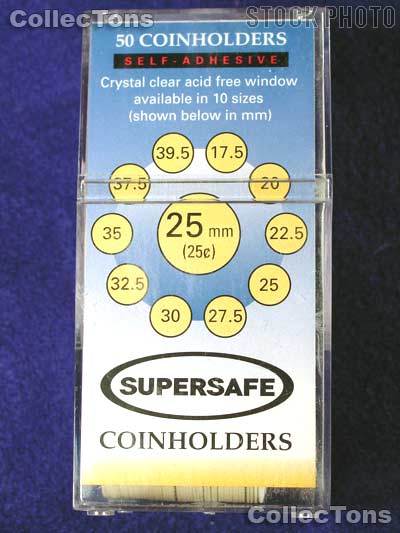 CollecTons
STOCK PHOTO
CollecTons
50 COINHOLDERS
SELF-ADHESIVE
Crystal clear acid free window
available in 10 sizes
(shown below in mm)
39.5 17.5
37.5 20
35 25 mm 22.5
(25¢)
32.5 25
30 27.5
SUPERSAFE
COINHOLDERS
CollecTons
CollecTons